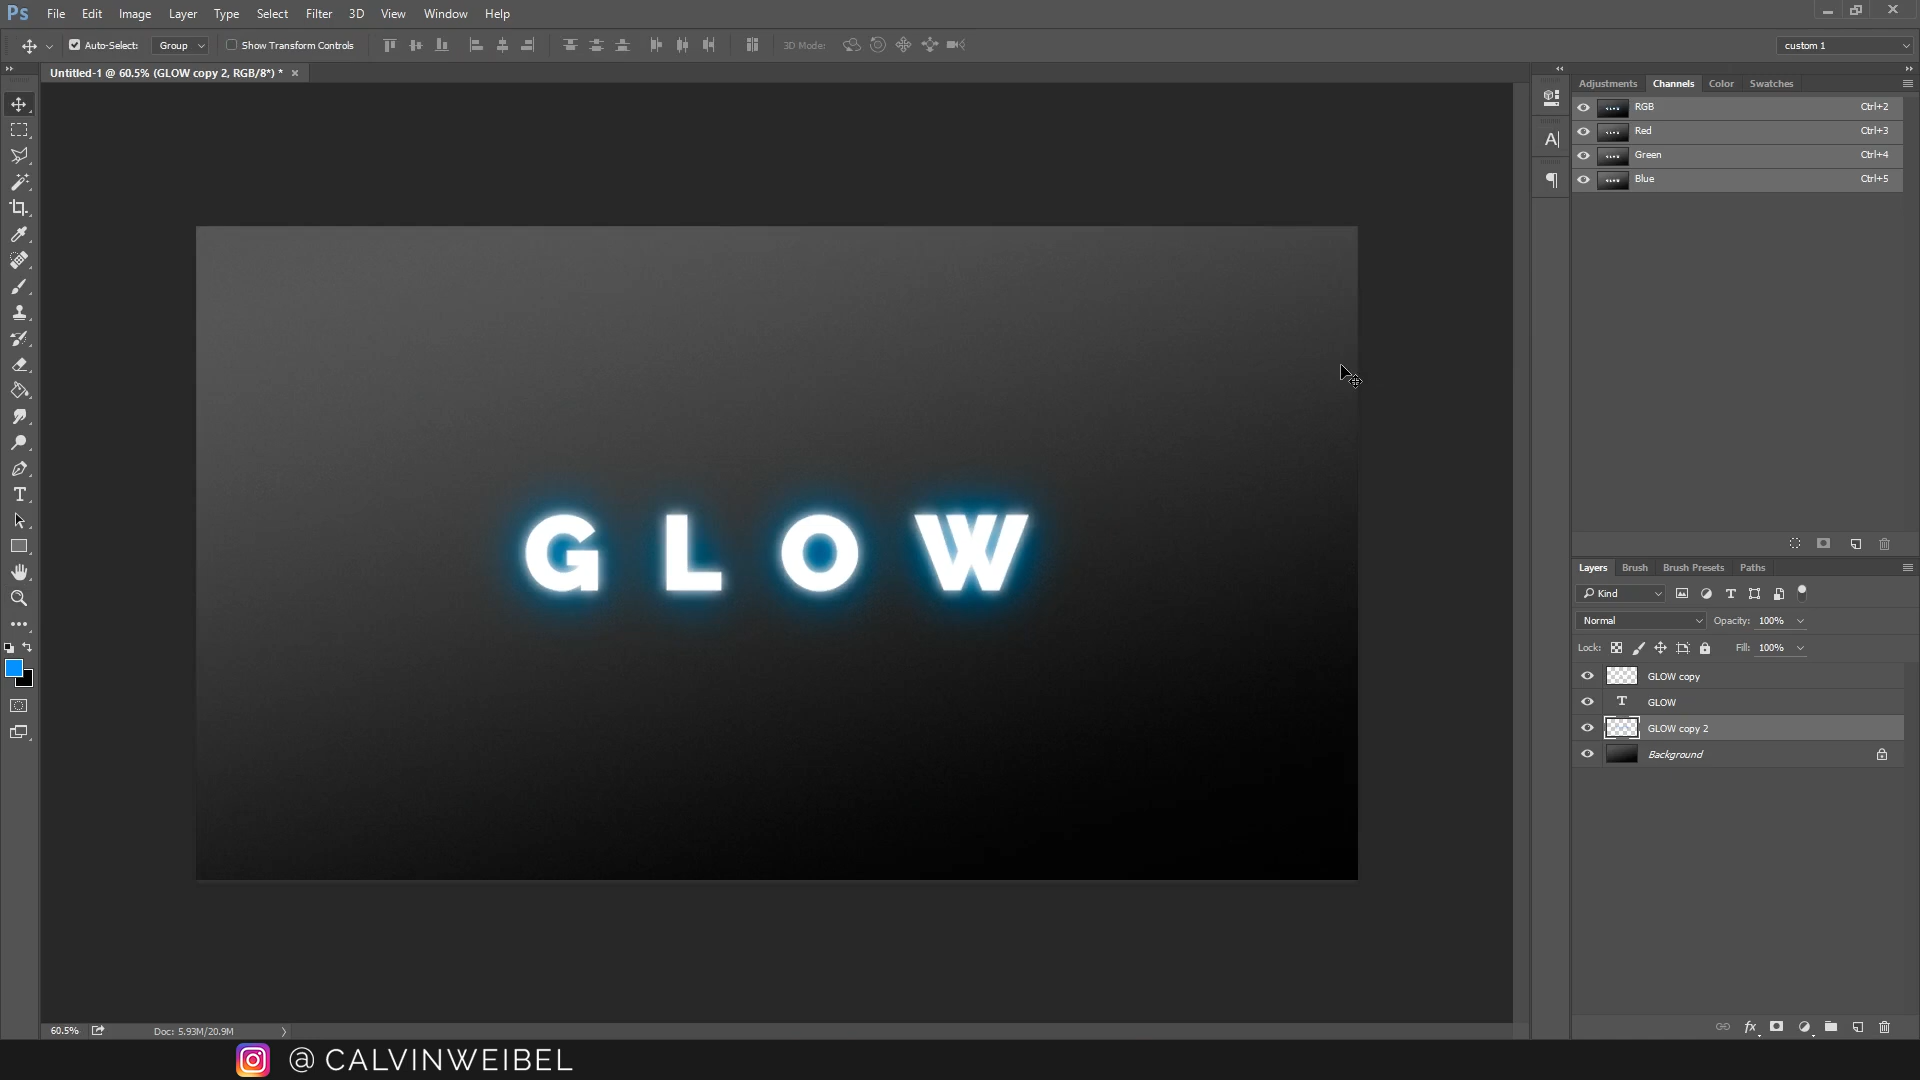 Ps File Edit Image Layer Type Select Filter 3D View Window Help
Auto-Select: Group Show Transform Controls 3D Mode: custom 1
Untitled-1 @ 60.5% (GLOW copy 2, RGB/8*) * ×
Adjustments Channels Color Swatches
RGB Ctrl+2
Red Ctrl+3
Green Ctrl+4
Blue Ctrl+5
GLOW
Layers Brush Brush Presets Paths
Kind
Normal Opacity: 100%
Lock: Fill: 100%
GLOW copy
GLOW
GLOW copy 2
Background
60.5% Doc: 5.93M/20.9M
@ CALVINWEIBEL